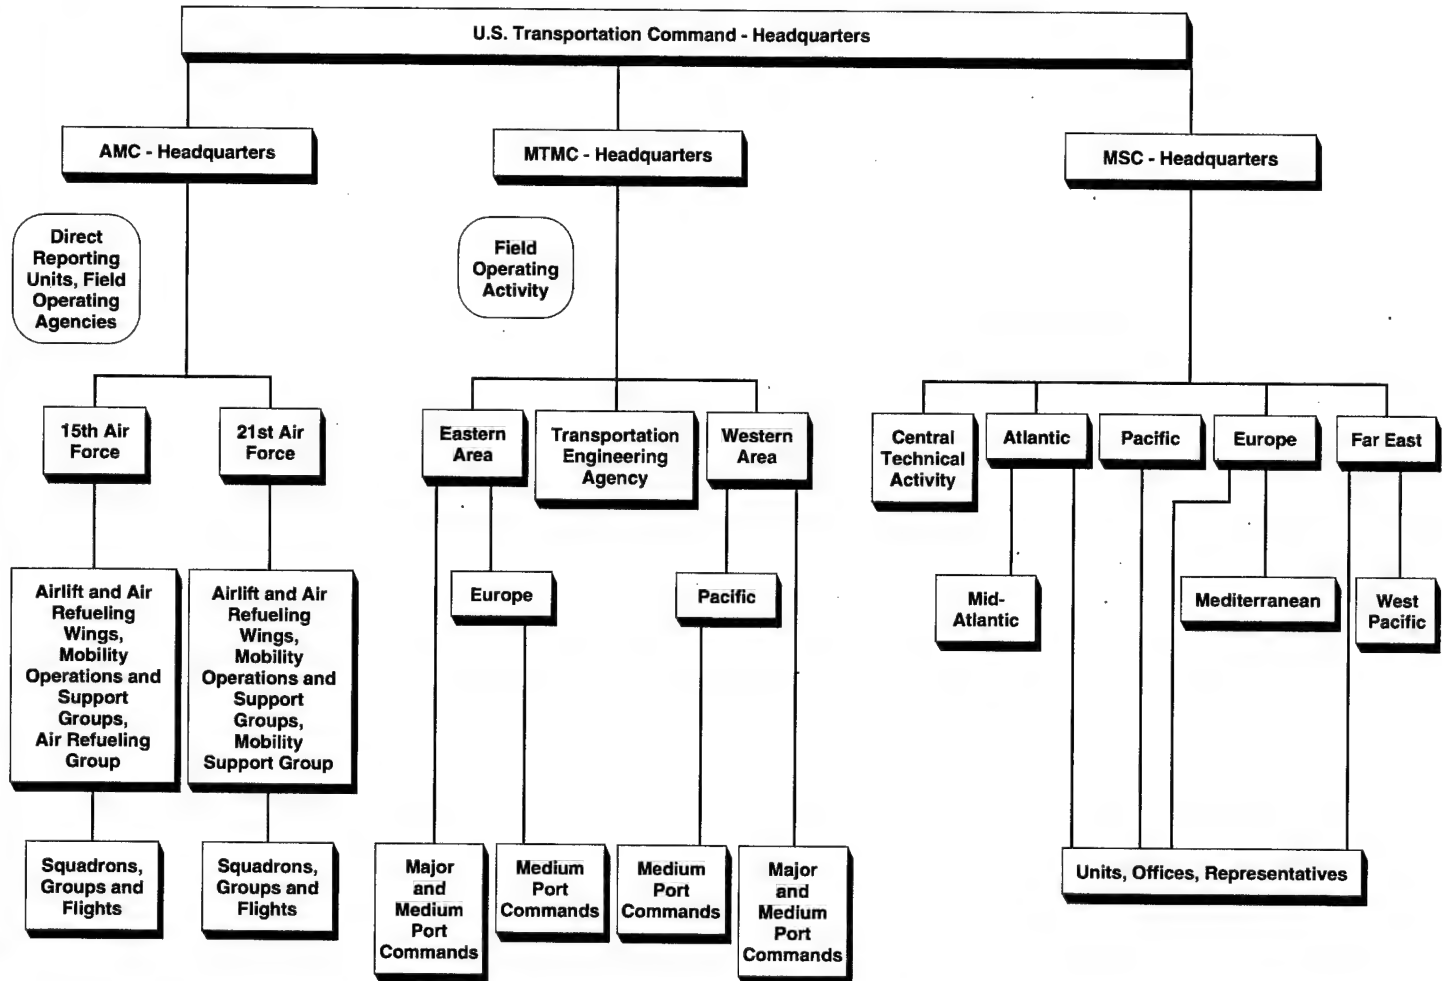 U.S. Transportation Command - Headquarters
AMC - Headquarters
MTMC - Headquarters
MSC - Headquarters
Direct
Reporting
Units, Field
Operating
Agencies
Field
Operating
Activity
15th Air
Force
21st Air
Force
Eastern
Area
Transportation
Engineering
Agency
Western
Area
Central
Technical
Activity
Atlantic
Pacific
Europe
Far East
Airlift and Air
Refueling
Wings,
Mobility
Operations and
Support
Groups,
Air Refueling
Group
Airlift and Air
Refueling
Wings,
Mobility
Operations and
Support
Groups,
Mobility
Support Group
Europe
Pacific
Mid-
Atlantic
Mediterranean
West
Pacific
Squadrons,
Groups and
Flights
Squadrons,
Groups and
Flights
Major
and
Medium
Port
Commands
Medium
Port
Commands
Medium
Port
Commands
Major
and
Medium
Port
Commands
Units, Offices, Representatives